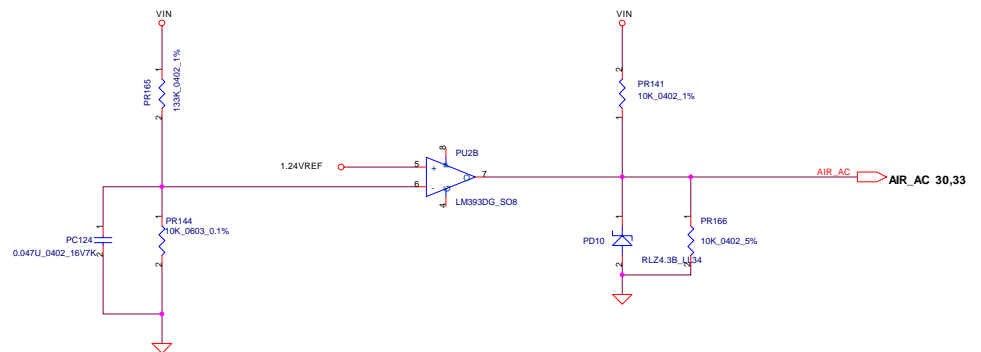 VIN
VIN
1
PR165
133K_0402_1%
2
2
PR141
10K_0402_1%
1
1.24VREF
5
+
8
PU2B
O
7
6
-
4
LM393DG_SO8
AIR_AC
AIR_AC 30,33
1
PC124
0.047U_0402_16V7K
2
1
PR144
10K_0603_0.1%
2
1
PD10
2
RLZ4.3B_LL34
1
PR166
10K_0402_5%
2